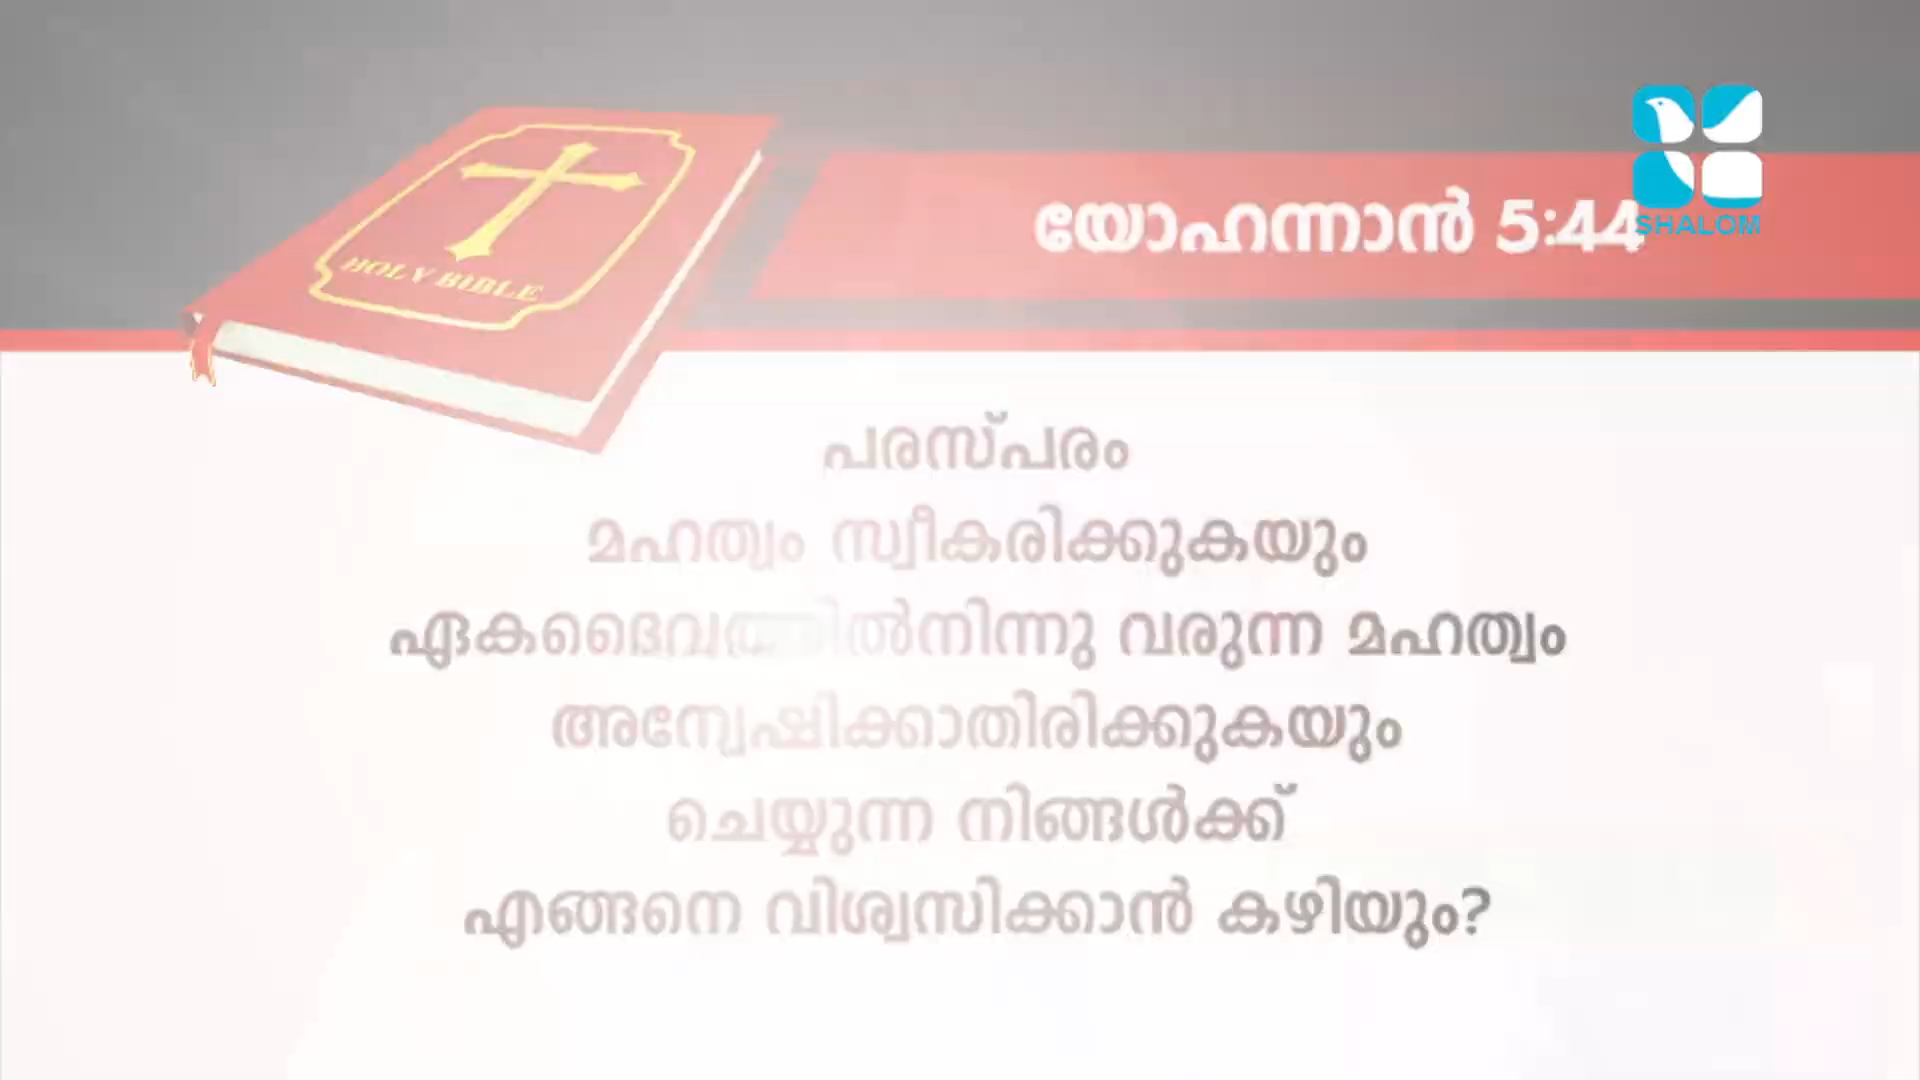 യോഹന്നാൻ 5:44
SHALOM
HOLY BIBLE
പരസ്പരം
മഹത്വം സ്വീകരിക്കുകയും
ഏകദൈവത്തിൽനിന്നു വരുന്ന മഹത്വം
അന്വേഷിക്കാതിരിക്കുകയും
ചെയ്യുന്ന നിങ്ങൾക്ക്
എങ്ങനെ വിശ്വസിക്കാൻ കഴിയും?